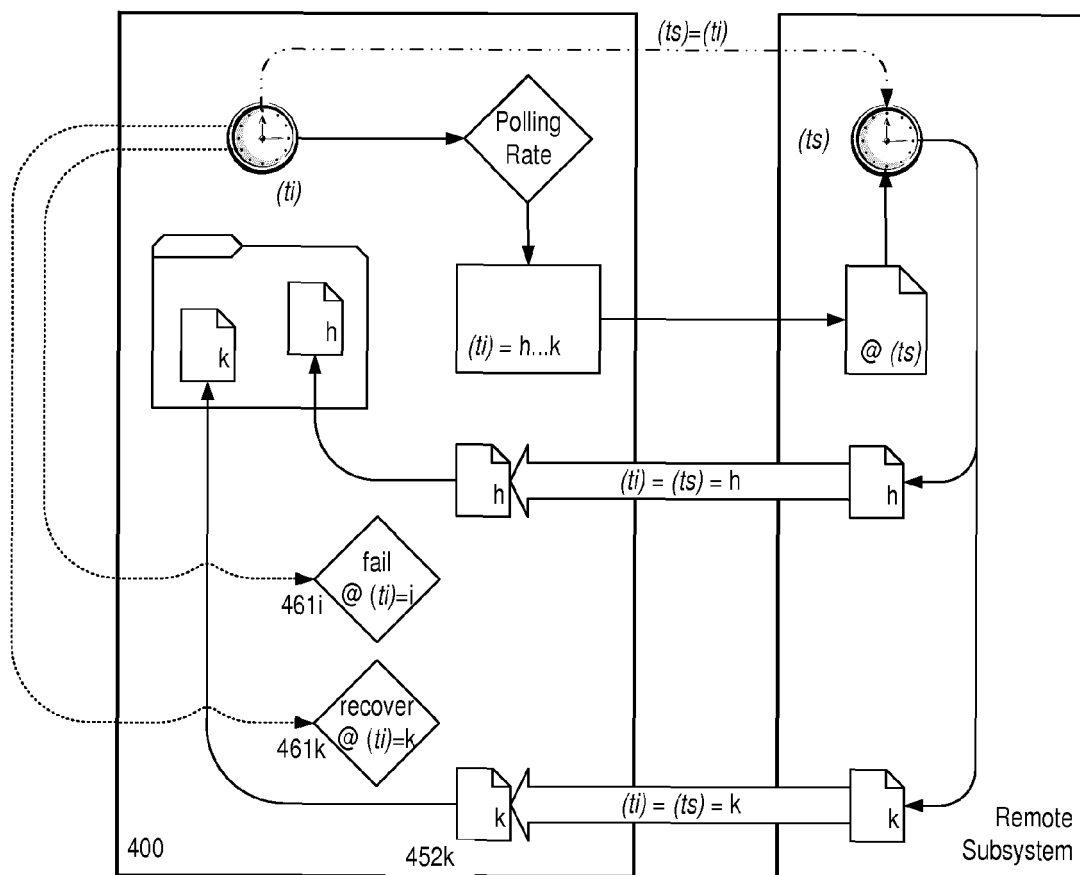 (ts)=(ti)
Polling
Rate
(ti)
(ts)
k
h
(ti) = h...k
@ (ts)
h
(ti) = (ts) = h
h
fail
@ (ti)=i
461i
recover
@ (ti)=k
461k
k
(ti) = (ts) = k
k
400
452k
Remote
Subsystem